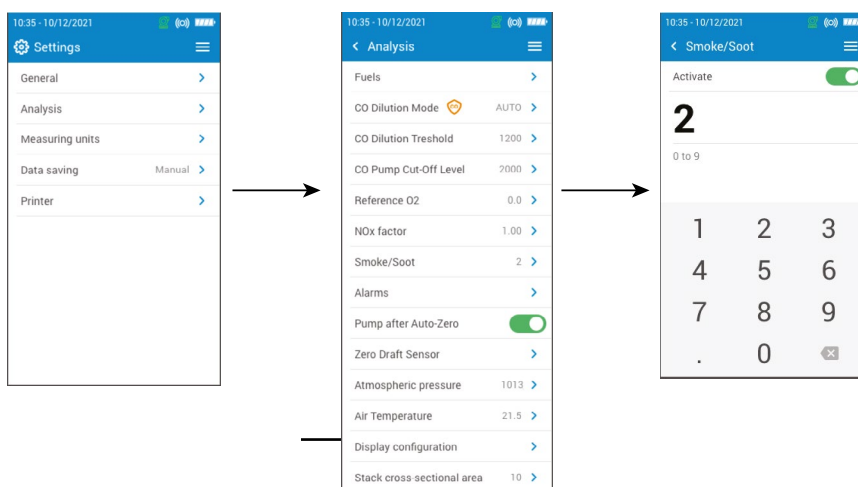 10:35 - 10/12/2021
Settings
General
Analysis
Measuring units
Data saving Manual
Printer
10:35 - 10/12/2021
Analysis
Fuels
CO Dilution Mode AUTO
CO Dilution Treshold 1200
CO Pump Cut-Off Level 2000
Reference O2 0.0
NOx factor 1.00
Smoke/Soot 2
Alarms
Pump after Auto-Zero
Zero Draft Sensor
Atmospheric pressure 1013
Air Temperature 21.5
Display configuration
Stack cross-sectional area 10
10:35 - 10/12/2021
Smoke/Soot
Activate
2
0 to 9
1 2 3
4 5 6
7 8 9
. 0